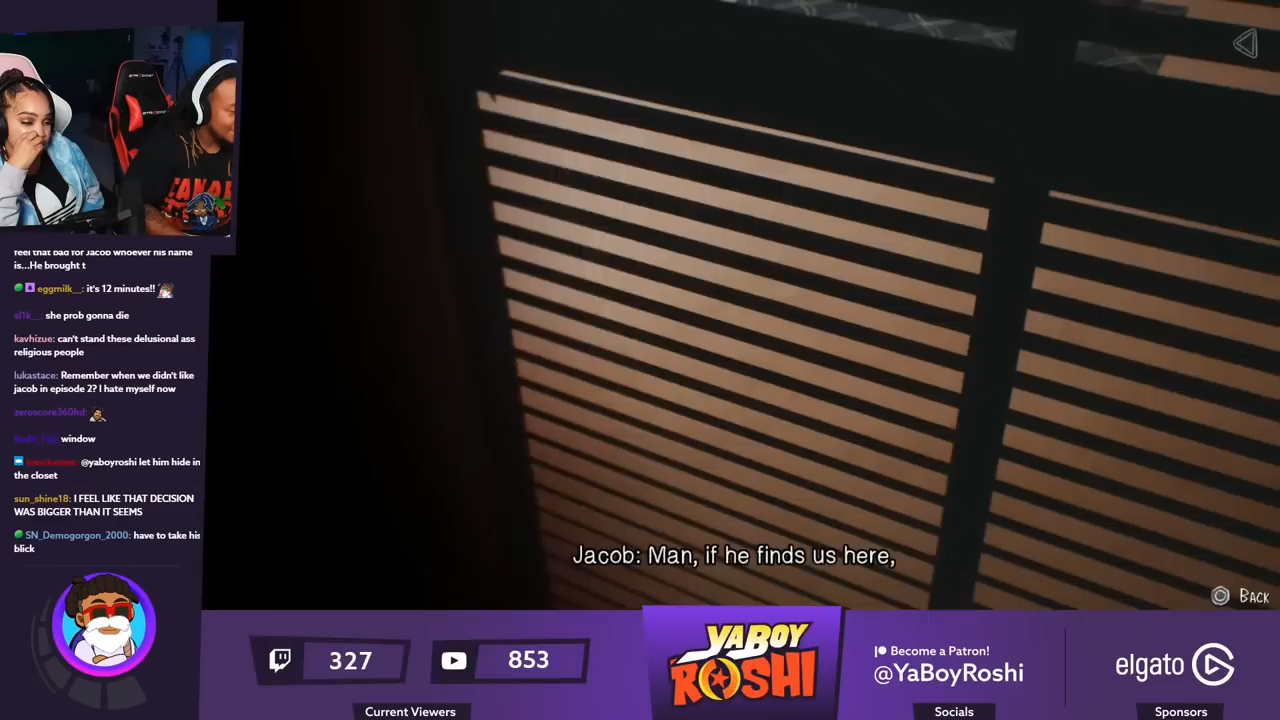 feel that bad for Jacob whoever his name
is...He brought t
eggmilk__: it's 12 minutes!!
sl1k__ she prob gonna die
kavhizue: can't stand these delusional ass
religious people
lukastace: Remember when we didn't like
jacob in episode 2? I hate myself now
zeroscore360hd:
window
@yaboyroshi let him hide in
the closet
sun_shine18: I FEEL LIKE THAT DECISION
WAS BIGGER THAN IT SEEMS
SN_Demogorgon_2000: have to take his
blick
Jacob: Man, if he finds us here,
BACK
327
853
Current Viewers
YABOY
ROSHI
Become a Patron!
@YaBoyRoshi
Socials
elgato
Sponsors